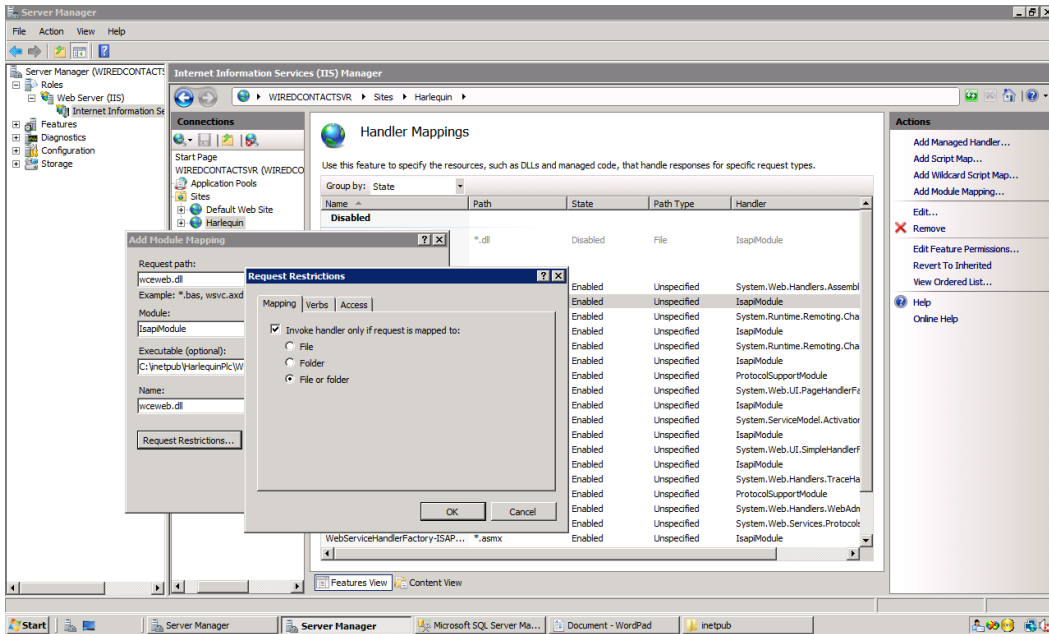 Server Manager
File Action View Help
Server Manager (WIREDCONTACTS
Roles
Web Server (IIS)
Internet Information Se
Features
Diagnostics
Configuration
Storage
Internet Information Services (IIS) Manager
WIREDCONTACTSVR Sites Harlequin
Connections
Start Page
WIREDCONTACTSVR (WIREDCO
Application Pools
Sites
Default Web Site
Harlequin
Handler Mappings
Use this feature to specify the resources, such as DLLs and managed code, that handle responses for specific request types.
Group by: State
Name Path State Path Type Handler
Disabled
*.dll Disabled File IsapiModule
Enabled Unspecified System.Web.Handlers.Assembl
Enabled Unspecified IsapiModule
Enabled Unspecified System.Runtime.Remoting.Cha
Enabled Unspecified IsapiModule
Enabled Unspecified System.Runtime.Remoting.Cha
Enabled Unspecified IsapiModule
Enabled Unspecified ProtocolSupportModule
Enabled Unspecified System.Web.UI.PageHandlerFa
Enabled Unspecified IsapiModule
Enabled Unspecified System.ServiceModel.Activation
Enabled Unspecified IsapiModule
Enabled Unspecified System.Web.UI.SimpleHandlerF
Enabled Unspecified IsapiModule
Enabled Unspecified System.Web.Handlers.TraceHa
Enabled Unspecified ProtocolSupportModule
Enabled Unspecified System.Web.Handlers.WebAdm
Enabled Unspecified System.Web.Services.Protocols
WebServiceHandlerFactory-ISAP... *.asmx Enabled Unspecified IsapiModule
Features View Content View
Add Module Mapping
Request path:
wceweb.dll
Example: *.bas, wsvc.axd
Module:
IsapiModule
Executable (optional):
C:\inetpub\HarlequinPlc\W
Name:
wceweb.dll
Request Restrictions...
Request Restrictions
Mapping Verbs Access
Invoke handler only if request is mapped to:
File
Folder
File or folder
OK Cancel
Actions
Add Managed Handler...
Add Script Map...
Add Wildcard Script Map...
Add Module Mapping...
Edit...
Remove
Edit Feature Permissions...
Revert To Inherited
View Ordered List...
Help
Online Help
Start Server Manager Server Manager Microsoft SQL Server Ma... Document - WordPad inetpub